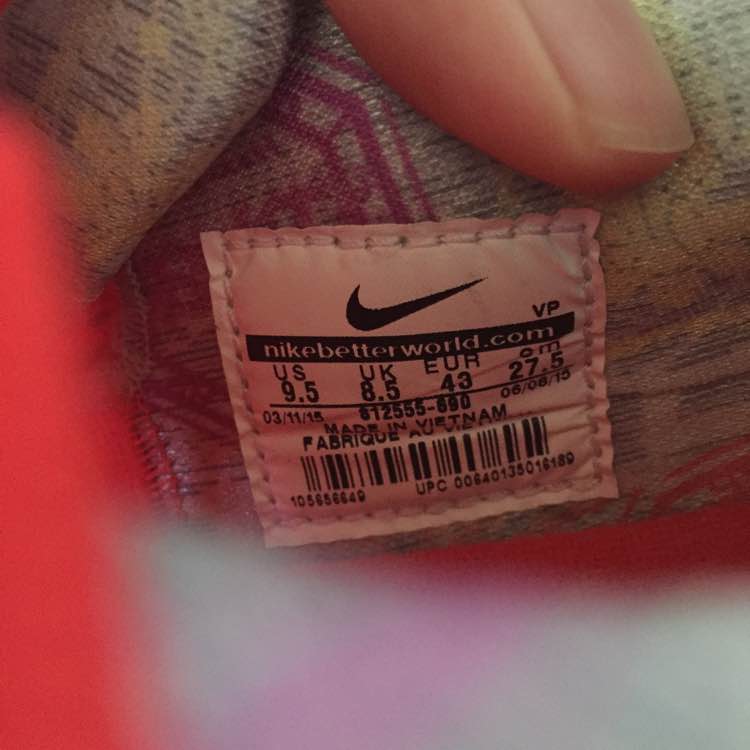 VP
nikebetterworld.com
US UK EUR cm
9.5 8.5 43 27.5
03/11/15 612555-690 06/08/15
MADE IN VIETNAM
FABRIQUE AU
105656649 UPC 00640135016189